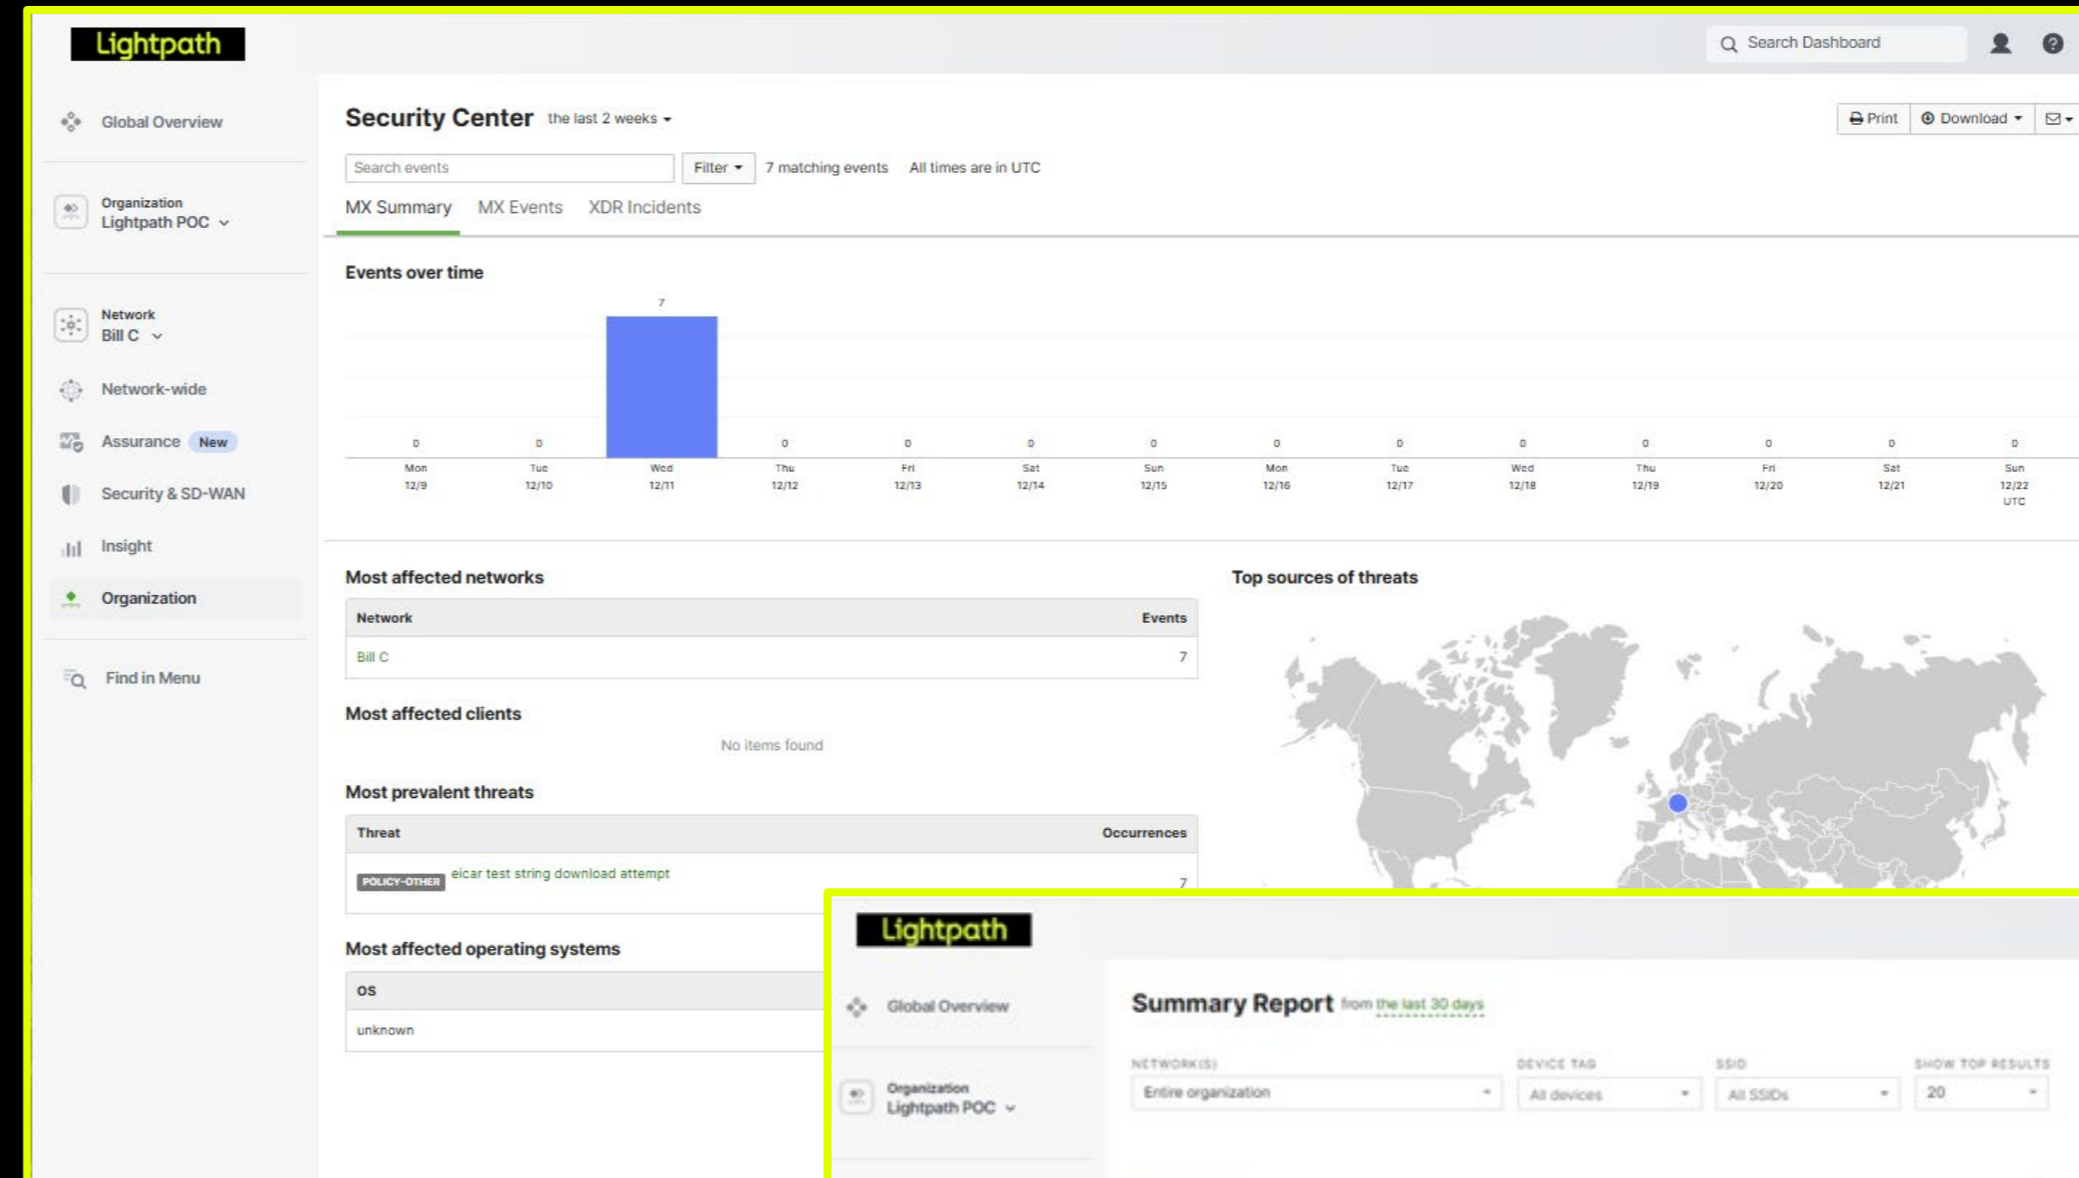 Lightpath
Search Dashboard
Global Overview
Organization
Lightpath POC
Network
Bill C
Network-wide
Assurance New
Security & SD-WAN
Insight
Organization
Find in Menu
Security Center the last 2 weeks
Print Download
Search events Filter 7 matching events All times are in UTC
MX Summary MX Events XDR Incidents
Events over time
7
0 0 0 0 0 0 0 0 0 0 0 0 0
Mon Tue Wed Thu Fri Sat Sun Mon Tue Wed Thu Fri Sat Sun
12/9 12/10 12/11 12/12 12/13 12/14 12/15 12/16 12/17 12/18 12/19 12/20 12/21 12/22
UTC
Most affected networks
Network Events
Bill C 7
Most affected clients
No items found
Most prevalent threats
Threat Occurrences
POLICY-OTHER eicar test string download attempt 7
Most affected operating systems
OS
unknown
Top sources of threats
Lightpath
Global Overview
Organization
Lightpath POC
Summary Report from the last 30 days
NETWORK(S) DEVICE TAG SSID SHOW TOP RESULTS
Entire organization All devices All SSIDs 20